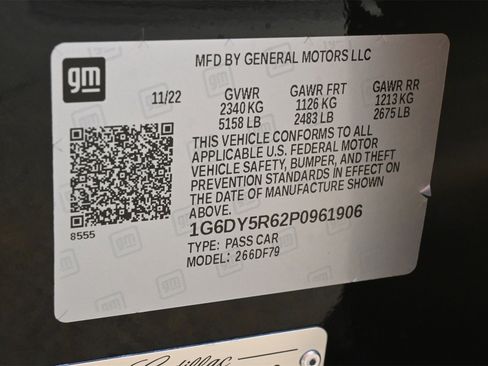 gm
MFD BY GENERAL MOTORS LLC
11/22 GVWR GAWR FRT GAWR RR
2340 KG 1126 KG 1213 KG
5158 LB 2483 LB 2675 LB
THIS VEHICLE CONFORMS TO ALL
APPLICABLE U.S. FEDERAL MOTOR
VEHICLE SAFETY, BUMPER, AND THEFT
PREVENTION STANDARDS IN EFFECT ON
THE DATE OF MANUFACTURE SHOWN
ABOVE.
8555
1G6DY5R62P0961906
TYPE: PASS CAR
MODEL: 266DF79
Cadillac